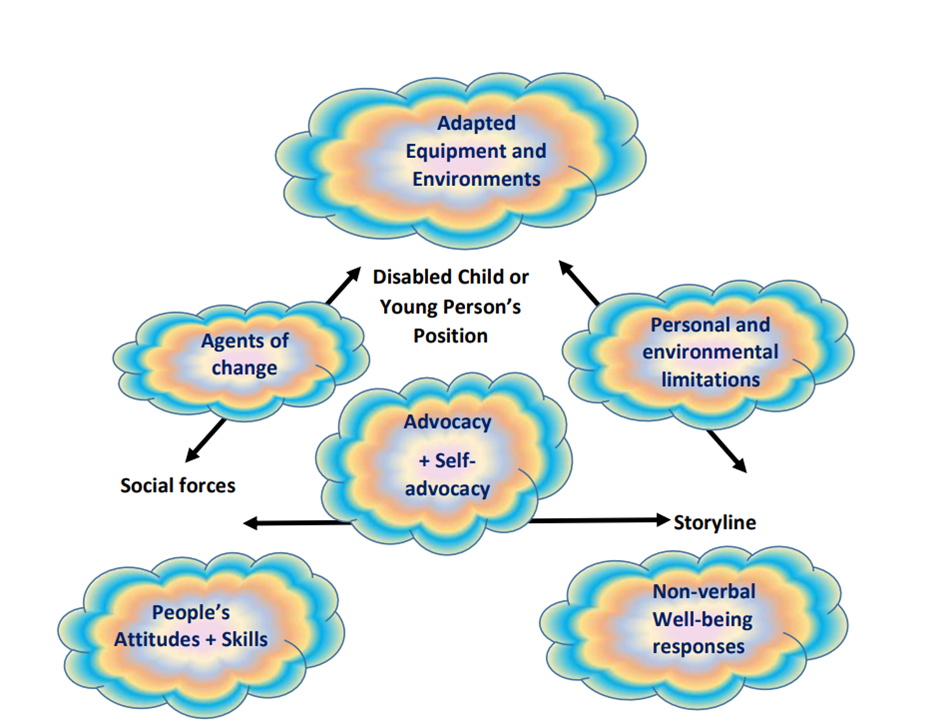 Adapted
Equipment and
Environments
Disabled Child or
Young Person’s
Position
Agents of
change
Personal and
environmental
limitations
Advocacy
+ Self-
advocacy
Social forces
Storyline
People’s
Attitudes + Skills
Non-verbal
Well-being
responses